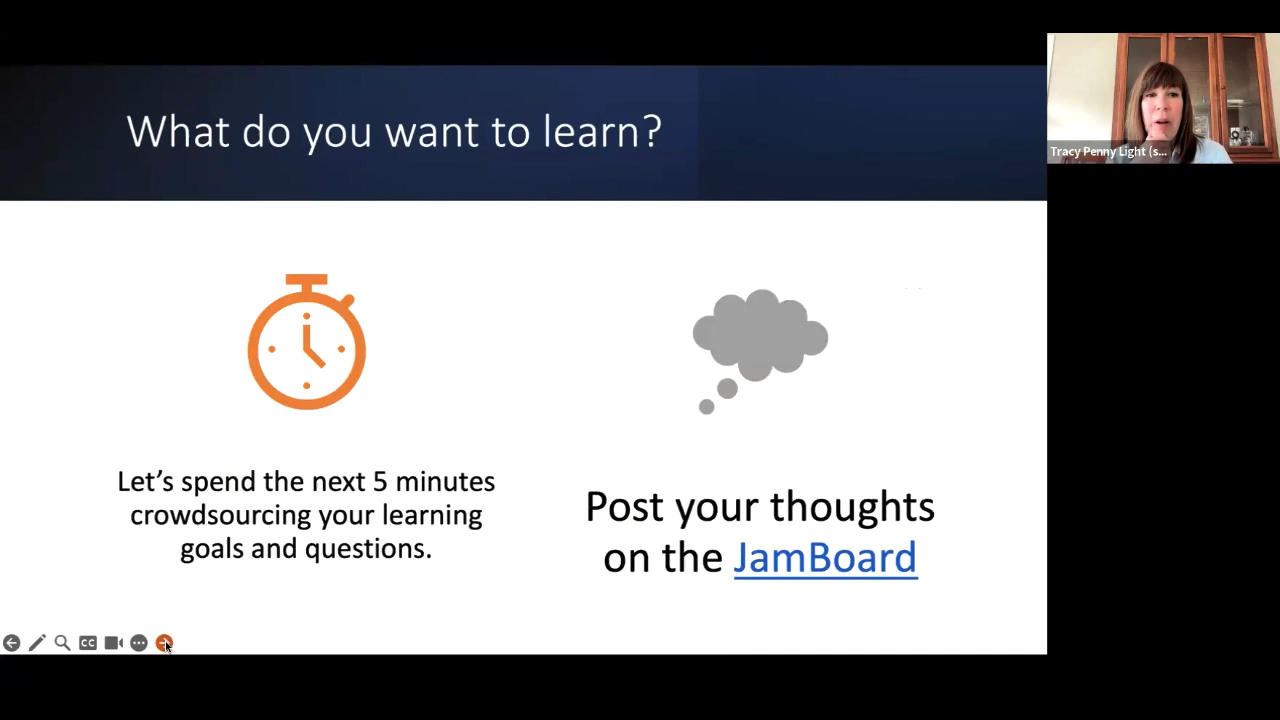 What do you want to learn?
Let’s spend the next 5 minutes
crowdsourcing your learning
goals and questions.
Post your thoughts
on the JamBoard
CC
Tracy Penny Light (s...